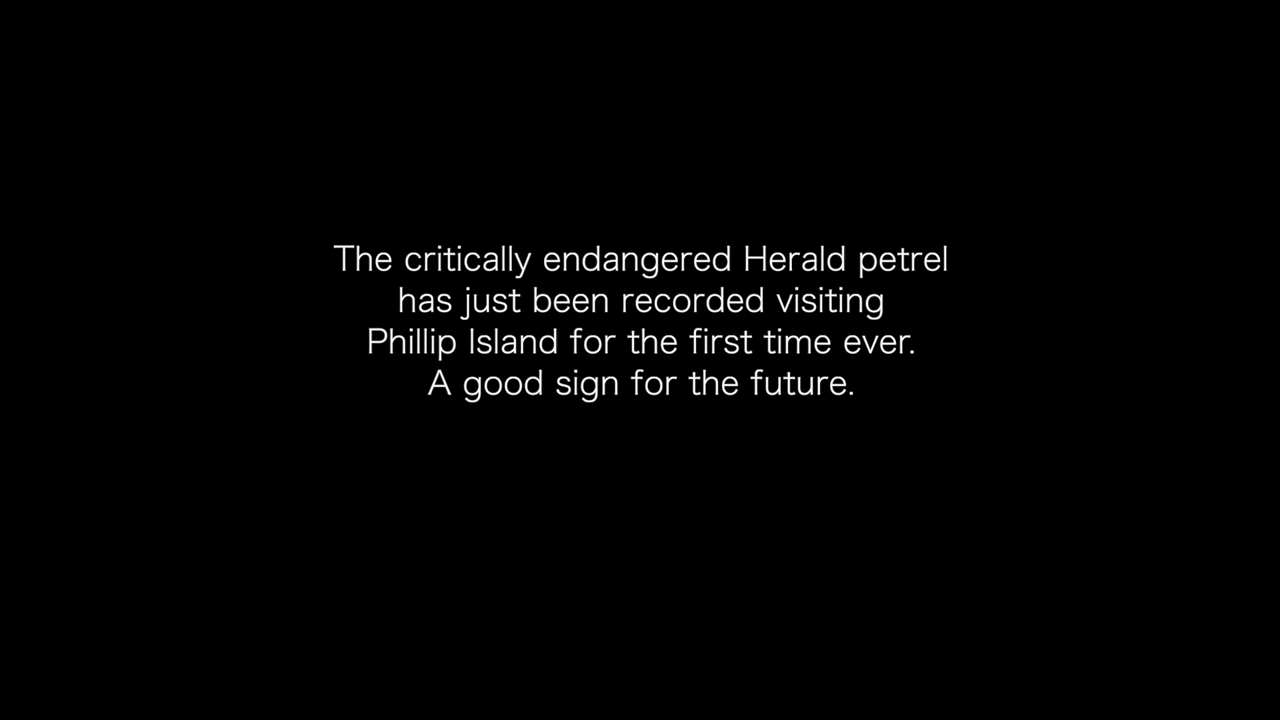 The critically endangered Herald petrel
has just been recorded visiting
Phillip Island for the first time ever.
A good sign for the future.